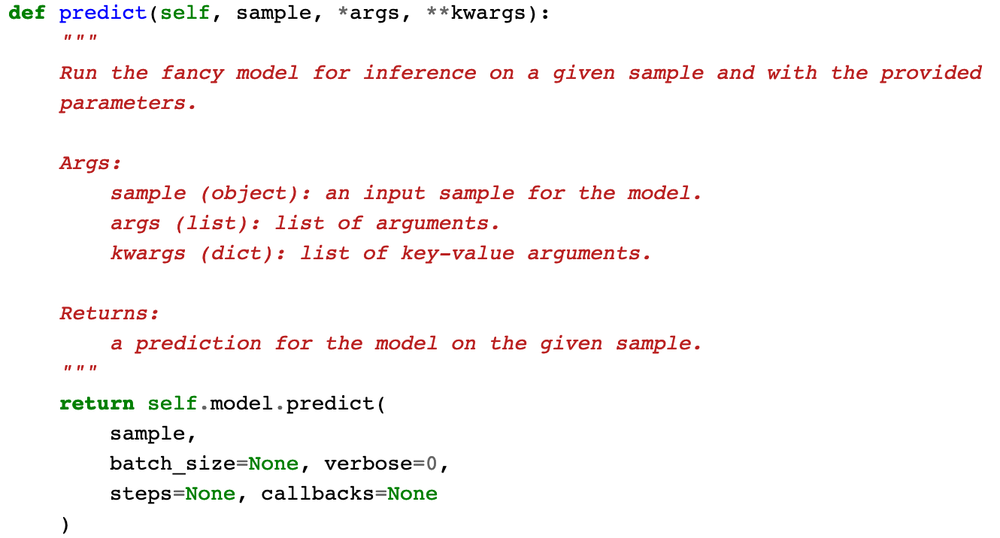 def predict(self, sample, *args, **kwargs):
    """
    Run the fancy model for inference on a given sample and with the provided
    parameters.

    Args:
        sample (object): an input sample for the model.
        args (list): list of arguments.
        kwargs (dict): list of key-value arguments.

    Returns:
        a prediction for the model on the given sample.
    """
    return self.model.predict(
        sample,
        batch_size=None, verbose=0,
        steps=None, callbacks=None
    )